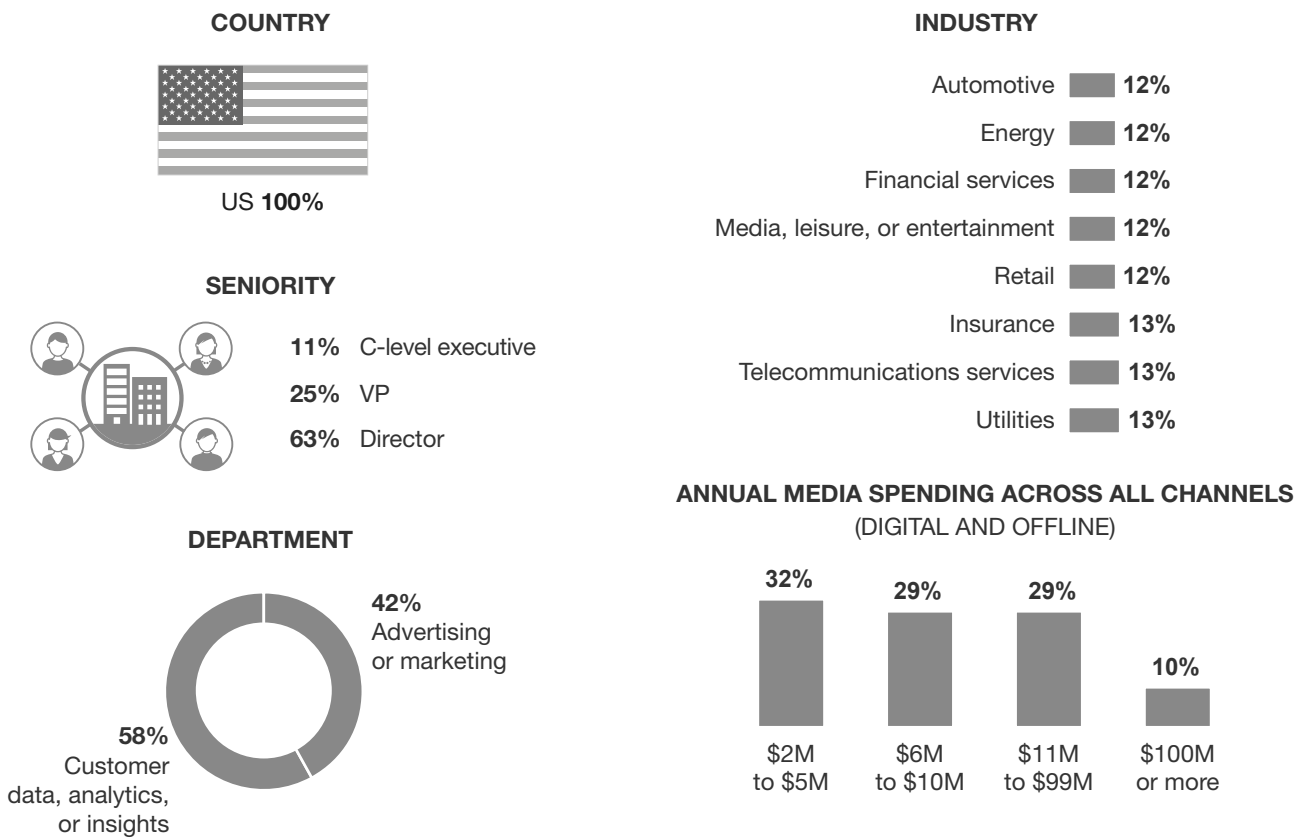 COUNTRY
US 100%
SENIORITY
11% C-level executive
25% VP
63% Director
DEPARTMENT
42%
Advertising
or marketing
58%
Customer
data, analytics,
or insights
INDUSTRY
Automotive 12%
Energy 12%
Financial services 12%
Media, leisure, or entertainment 12%
Retail 12%
Insurance 13%
Telecommunications services 13%
Utilities 13%
ANNUAL MEDIA SPENDING ACROSS ALL CHANNELS
(DIGITAL AND OFFLINE)
32% 29% 29% 10%
$2M $6M $11M $100M
to $5M to $10M to $99M or more